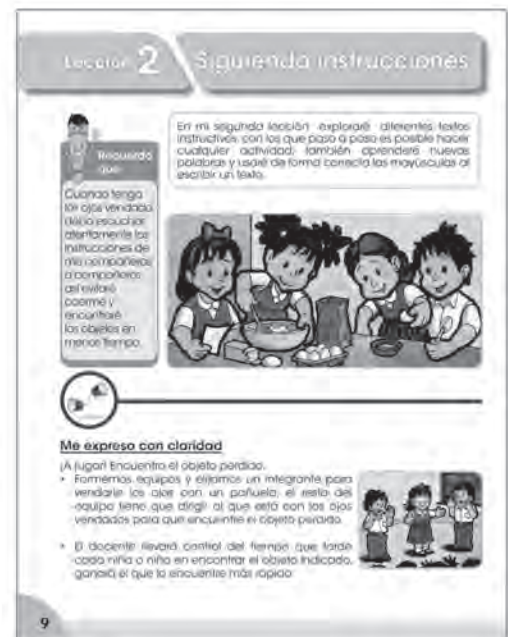 Lección 2 Siguiendo instrucciones
En mi segunda lección exploraré diferentes textos
instructivos, con los que paso a paso es posible hacer
cualquier actividad; también aprenderé nuevas
palabras y usaré de forma correcta las mayúsculas al
escribir un texto.
Recuerdo
que
Cuando tenga
los ojos vendados
debo escuchar
atentamente las
instrucciones de
mis compañeros
o compañeras
así evitaré
caerme y
encontraré
los objetos en
menos tiempo.
Me expreso con claridad
¡A jugar! Encuentro el objeto perdido.
• Formemos equipos y elijamos un integrante para
vendarle los ojos con un pañuelo, el resto del
equipo tiene que dirigir al que está con los ojos
vendados para que encuentre el objeto perdido.
• El docente llevará control del tiempo que tarde
cada niña o niño en encontrar el objeto indicado,
ganará el que lo encuentre más rápido.
9